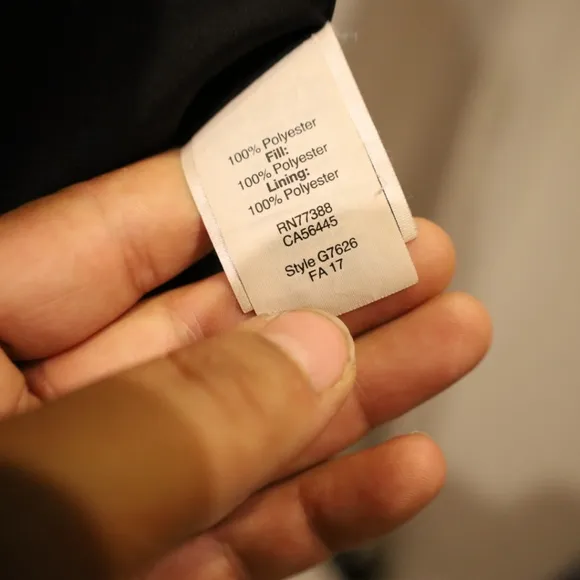 100% Polyester
Fill:
100% Polyester
Lining:
100% Polyester
RN77388
CA56445
Style G7626
FA 17